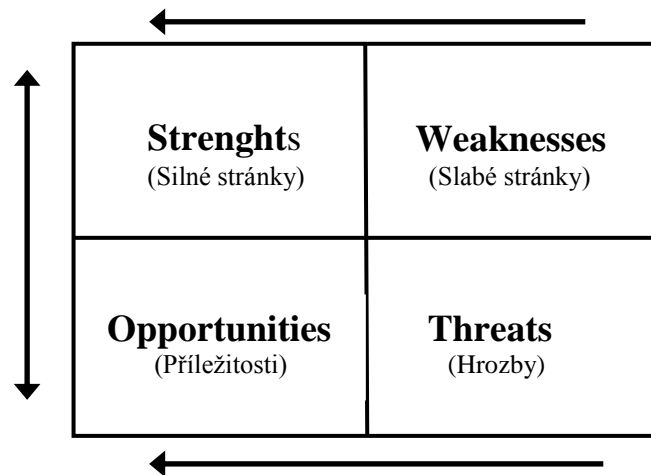 Strenghts
(Silné stránky)
Weaknesses
(Slabé stránky)
Opportunities
(Příležitosti)
Threats
(Hrozby)